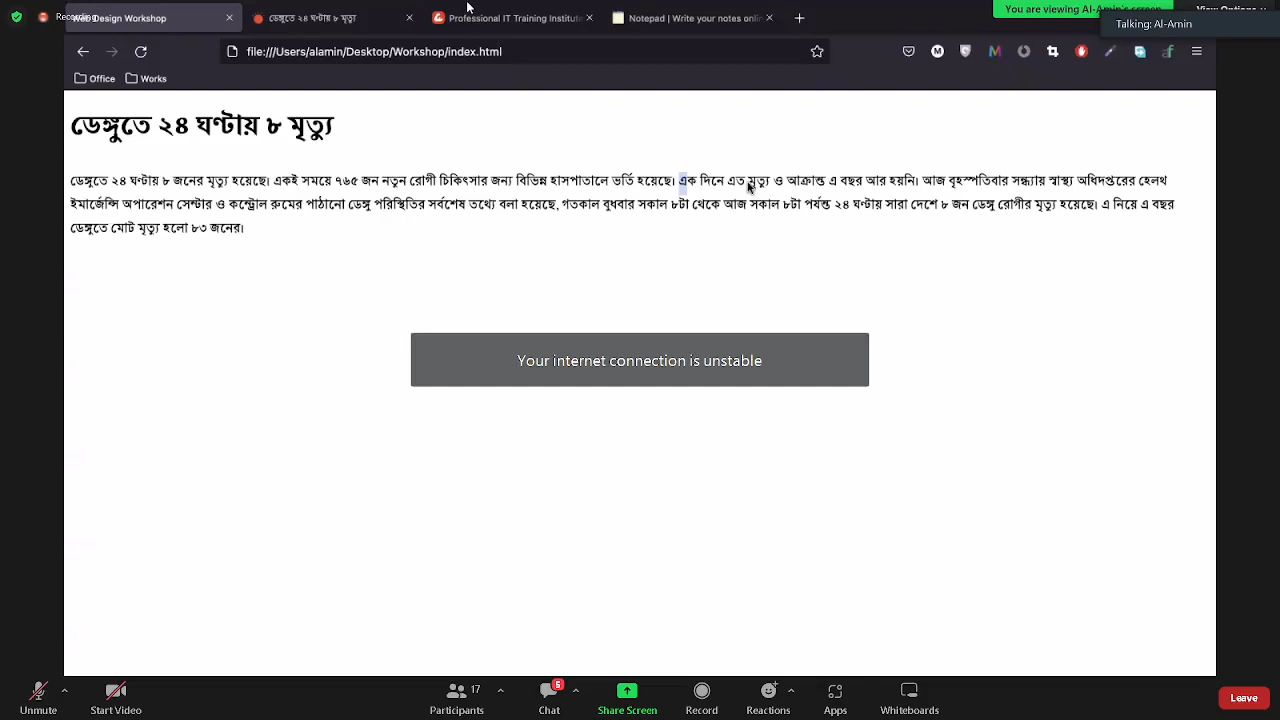 Recording
Web Design Workshop
ডেঙ্গুতে ২৪ ঘণ্টায় ৮ মৃত্যু
Professional IT Training Institute
Notepad | Write your notes onlin
You are viewing Al-Amin's screen
View Options
Talking: Al-Amin
file:///Users/alamin/Desktop/Workshop/index.html
Office
Works
ডেঙ্গুতে ২৪ ঘণ্টায় ৮ মৃত্যু
ডেঙ্গুতে ২৪ ঘণ্টায় ৮ জনের মৃত্যু হয়েছে। একই সময়ে ৭৬৫ জন নতুন রোগী চিকিৎসার জন্য বিভিন্ন হাসপাতালে ভর্তি হয়েছে। এক দিনে এত মৃত্যু ও আক্রান্ত এ বছর আর হয়নি। আজ বৃহস্পতিবার সন্ধ্যায় স্বাস্থ্য অধিদপ্তরের হেলথ
ইমার্জেন্সি অপারেশন সেন্টার ও কন্ট্রোল রুমের পাঠানো ডেঙ্গু পরিস্থিতির সর্বশেষ তথ্যে বলা হয়েছে, গতকাল বুধবার সকাল ৮টা থেকে আজ সকাল ৮টা পর্যন্ত ২৪ ঘণ্টায় সারা দেশে ৮ জন ডেঙ্গু রোগীর মৃত্যু হয়েছে। এ নিয়ে এ বছর
ডেঙ্গুতে মোট মৃত্যু হলো ৮৩ জনের।
Your internet connection is unstable
Unmute
Start Video
17
Participants
5
Chat
Share Screen
Record
Reactions
Apps
Whiteboards
Leave